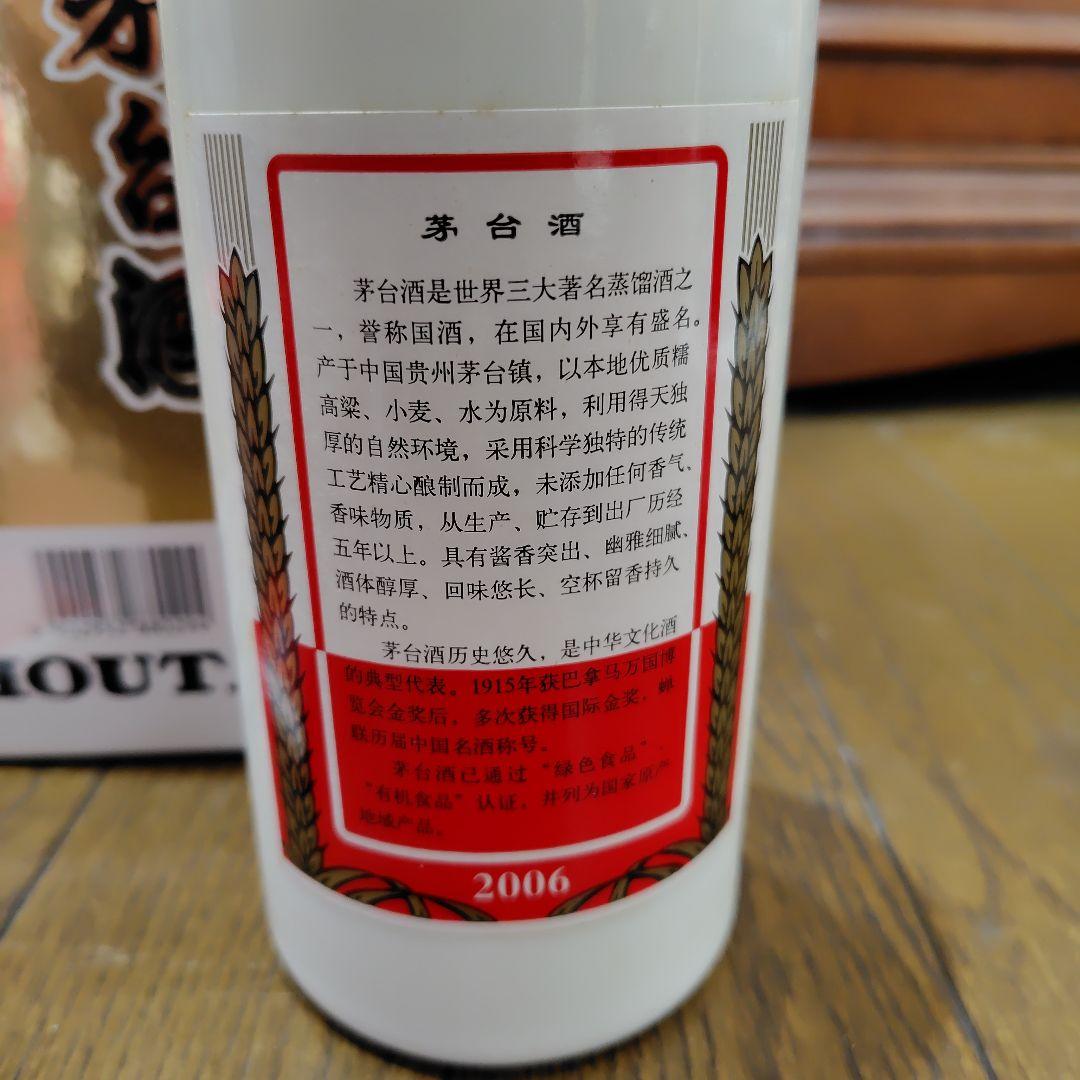 茅台酒
茅台酒
茅台酒是世界三大著名蒸馏酒之
一，誉称国酒，在国内外享有盛名。
产于中国贵州茅台镇，以本地优质糯
高粱、小麦、水为原料，利用得天独
厚的自然环境，采用科学独特的传统
工艺精心酿制而成，未添加任何香气、
香味物质，从生产、贮存到出厂历经
五年以上。具有酱香突出、幽雅细腻、
酒体醇厚、回味悠长、空杯留香持久
的特点。
茅台酒历史悠久，是中华文化酒
的典型代表。1915年获巴拿马万国博
览会金奖后，多次获得国际金奖，蝉
联历届中国名酒称号。
茅台酒已通过“绿色食品”、
“有机食品”认证，并列为国家原产
地域产品。
2006
MOUT